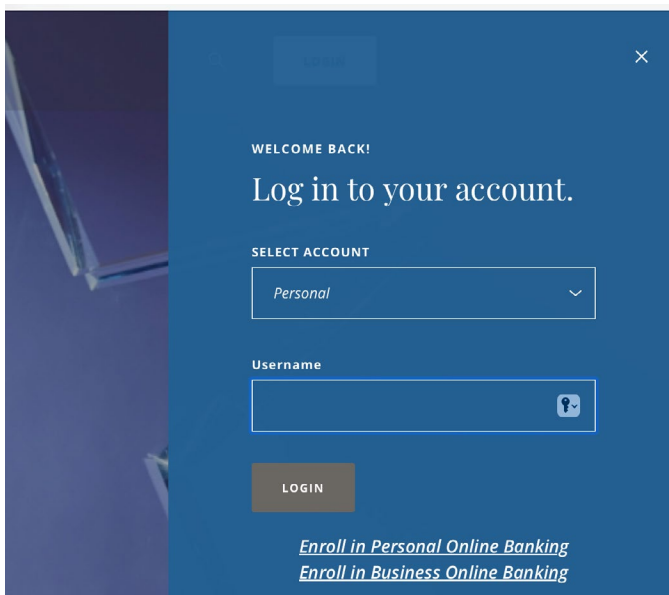 WELCOME BACK!
Log in to your account.
SELECT ACCOUNT
Personal
Username
LOGIN
Enroll in Personal Online Banking
Enroll in Business Online Banking